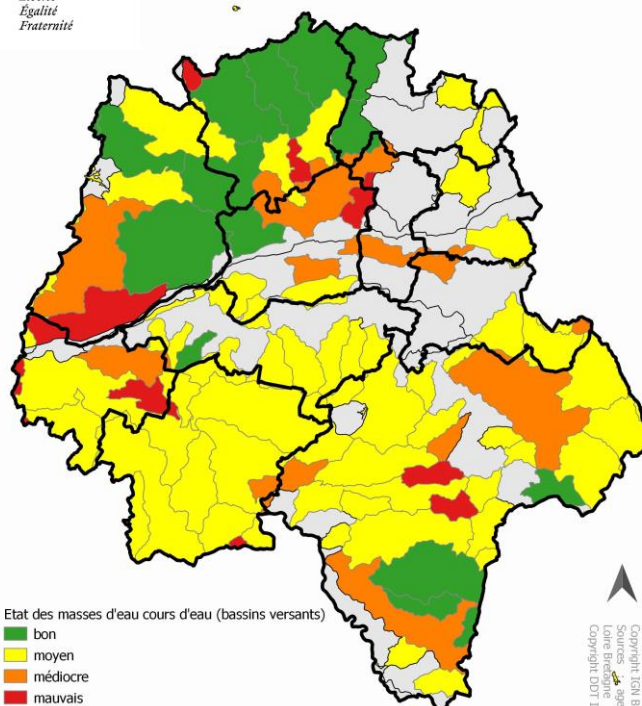 Égalité
Fraternité
Etat des masses d'eau cours d'eau (bassins versants)
bon
moyen
médiocre
mauvais
Copyright IGN B
Sources : age
Loire Bretagne
Copyright DDT 1